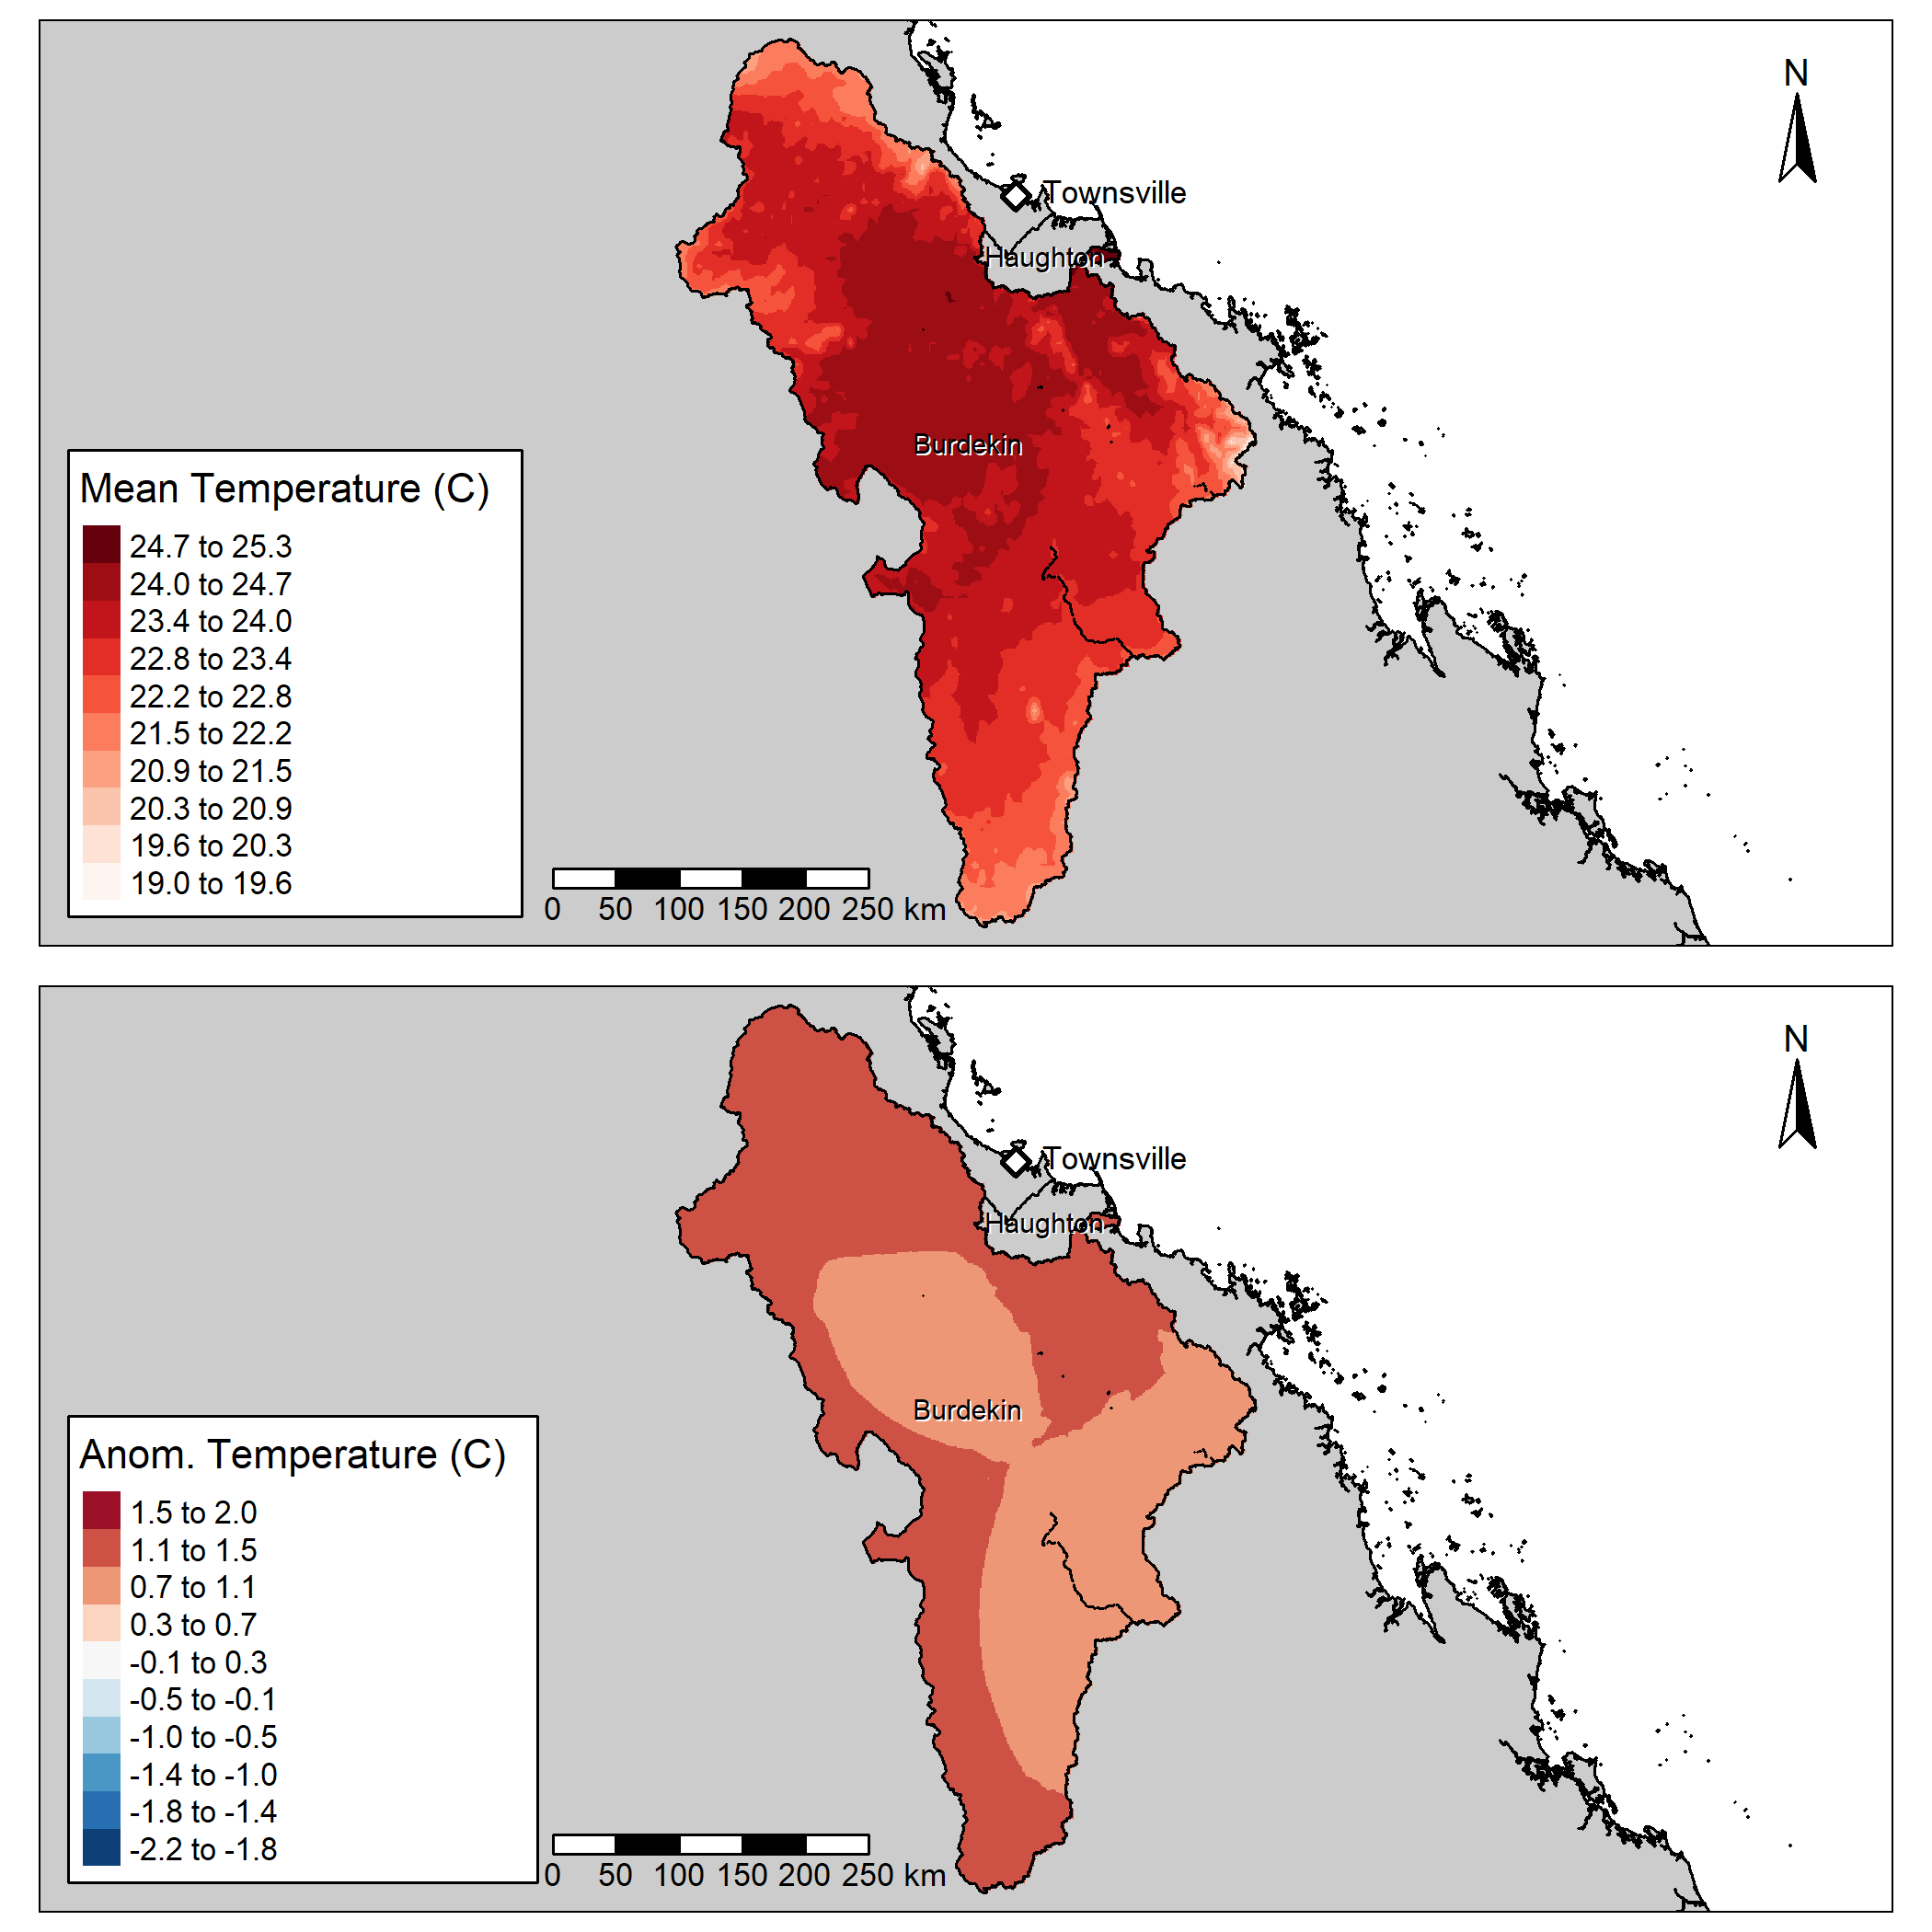 N
Townsville
Haughton
Burdekin
Mean Temperature (C)
24.7 to 25.3
24.0 to 24.7
23.4 to 24.0
22.8 to 23.4
22.2 to 22.8
21.5 to 22.2
20.9 to 21.5
20.3 to 20.9
19.6 to 20.3
19.0 to 19.6
0 50 100 150 200 250 km
N
Townsville
Haughton
Burdekin
Anom. Temperature (C)
1.5 to 2.0
1.1 to 1.5
0.7 to 1.1
0.3 to 0.7
-0.1 to 0.3
-0.5 to -0.1
-1.0 to -0.5
-1.4 to -1.0
-1.8 to -1.4
-2.2 to -1.8
0 50 100 150 200 250 km